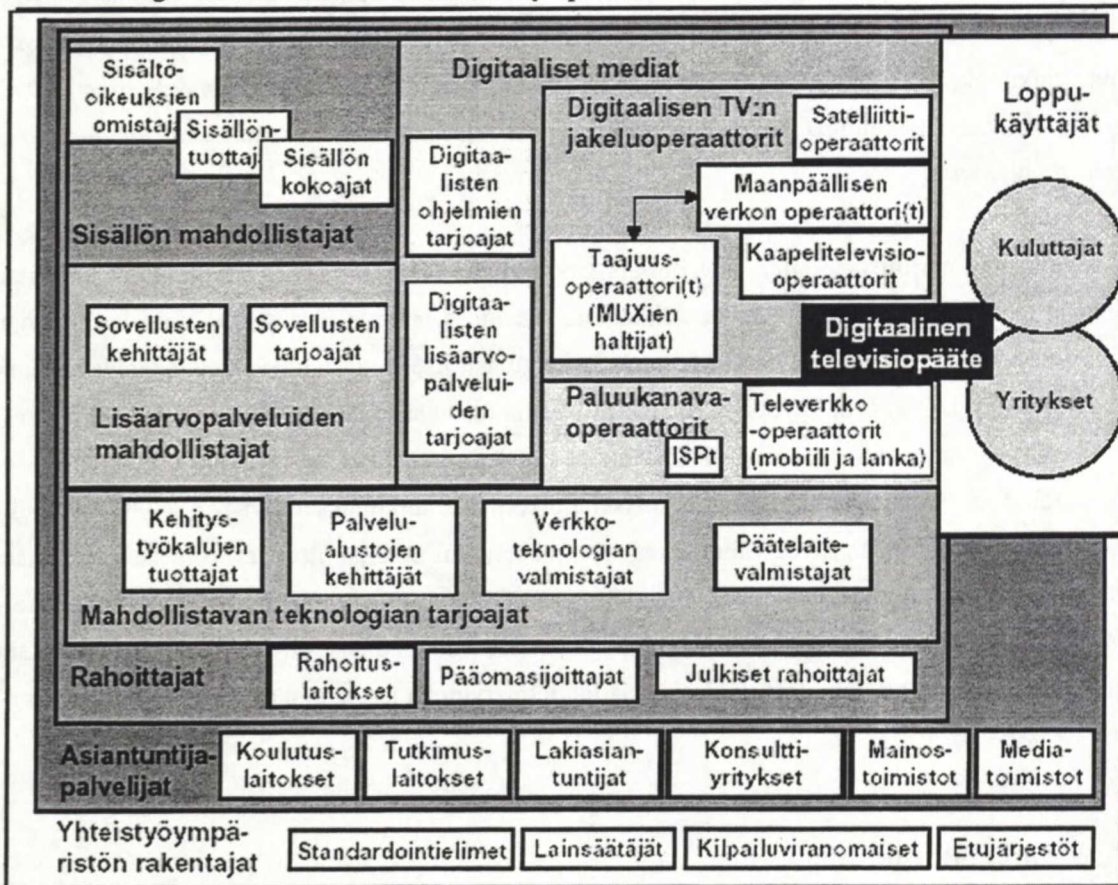 Sisältö-
oikeuksien
omistaja
Sisällön-
tuottaja
Sisällön
kokoajat
Sisällön mahdollistajat
Digitaaliset mediat
Digitaa-
listen
ohjelmien
tarjoajat
Digitaalisen TV:n
jakeluoperaattorit
Satelliitti-
operaattorit
Maanpäällisen
verkon operaattori(t)
Taajuus-
operaattori(t)
(MUXien
haltijat)
Kaapelitelevisio-
operaattorit
Digitaalinen
televisiopääte
Loppu-
käyttäjät
Kuluttajat
Yritykset
Sovellusten
kehittäjät
Sovellusten
tarjoajat
Lisäarvopalveluiden
mahdollistajat
Digitaa-
listen
lisäarvo-
palvelui-
den
tarjoajat
Paluukanava-
operaattorit
ISPt
Televerkko
-operaattorit
(mobiili ja lanka)
Kehitys-
työkalujen
tuottajat
Palvelu-
alustojen
kehittäjät
Verkko-
teknologian
valmistajat
Päätelaite-
valmistajat
Mahdollistavan teknologian tarjoajat
Rahoittajat
Rahoitus-
laitokset
Pääomasijoittajat
Julkiset rahoittajat
Asiantuntija-
palvelijat
Koulutus-
laitokset
Tutkimus-
laitokset
Lakiasian-
tuntijat
Konsultti-
yritykset
Mainos-
toimistot
Media-
toimistot
Yhteistyöympä-
ristön rakentajat
Standardointielimet
Lainsäätäjät
Kilpailuviranomaiset
Etujärjestöt